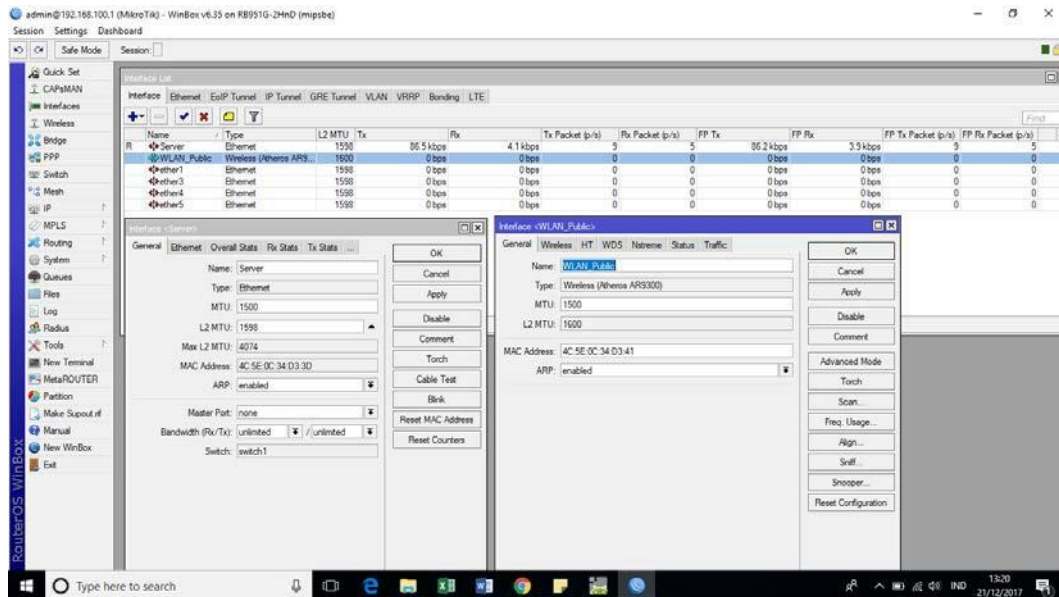 admin@192.168.100.1 (MikroTik) - WinBox v6.35 on RB951G-2HnD (mipsbe)
Session Settings Dashboard
Safe Mode Session:
Quick Set
CAPsMAN
Interfaces
Wireless
Bridge
PPP
Switch
Mesh
IP
MPLS
Routing
System
Queues
Files
Log
Radius
Tools
New Terminal
MetaROUTER
Partition
Make Supout.rif
Manual
New WinBox
Exit
RouterOS WinBox
Interface List
Interface Ethernet EoIP Tunnel IP Tunnel GRE Tunnel VLAN VRRP Bonding LTE
Find
Name Type L2 MTU Tx Rx Tx Packet (p/s) Rx Packet (p/s) FP Tx FP Rx FP Tx Packet (p/s) FP Rx Packet (p/s)
R Server Ethernet 1598 86.5 kbps 4.1 kbps 9 5 86.2 kbps 3.9 kbps 9 5
WLAN_Public Wireless (Atheros AR9... 1600 0 bps 0 bps 0 0 0 bps 0 bps 0 0
ether1 Ethernet 1598 0 bps 0 bps 0 0 0 bps 0 bps 0 0
ether3 Ethernet 1598 0 bps 0 bps 0 0 0 bps 0 bps 0 0
ether4 Ethernet 1598 0 bps 0 bps 0 0 0 bps 0 bps 0 0
ether5 Ethernet 1598 0 bps 0 bps 0 0 0 bps 0 bps 0 0
Interface <Server>
General Ethernet Overall Stats Rx Stats Tx Stats ...
Name: Server
Type: Ethernet
MTU: 1500
L2 MTU: 1598
Max L2 MTU: 4074
MAC Address: 4C:5E:0C:34:D3:3D
ARP: enabled
Master Port: none
Bandwidth (Rx/Tx): unlimited / unlimited
Switch: switch1
OK
Cancel
Apply
Disable
Comment
Torch
Cable Test
Blink
Reset MAC Address
Reset Counters
Interface <WLAN_Public>
General Wireless HT WDS Nstreme Status Traffic
Name: WLAN_Public
Type: Wireless (Atheros AR9300)
MTU: 1500
L2 MTU: 1600
MAC Address: 4C:5E:0C:34:D3:41
ARP: enabled
OK
Cancel
Apply
Disable
Comment
Advanced Mode
Torch
Scan...
Freq. Usage...
Align...
Sniff...
Snooper...
Reset Configuration
Type here to search
IND
13:20
21/12/2017